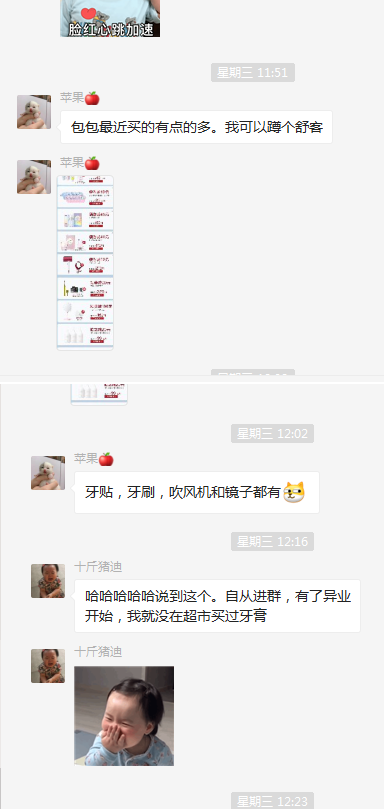 脸红心跳加速
星期三 11:51
苹果
包包最近买的有点的多。我可以蹲个舒客
苹果
星期三 12:02
苹果
牙贴，牙刷，吹风机和镜子都有
星期三 12:16
十斤猪迪
哈哈哈哈哈说到这个。自从进群，有了异业
开始，我就没在超市买过牙膏
十斤猪迪
星期三 12:23